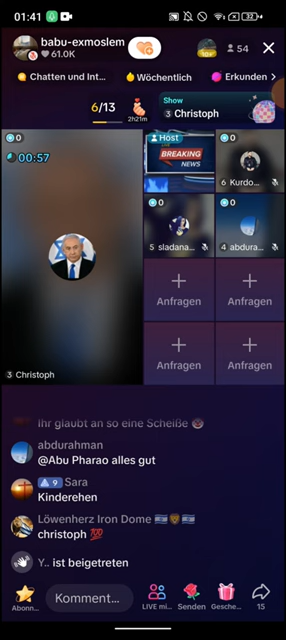 01:41
32
babu-exmoslem
61.0K
10x
54
Chatten und Int...
Wöchentlich
Erkunden
6/13
2h21m
Show
3 Christoph
0
00:57
Host
BREAKING
NEWS
0
6 Kurdo...
0
5 sladana...
0
4 abdura...
Anfragen
Anfragen
Anfragen
Anfragen
3 Christoph
Ihr glaubt an so eine Scheiße
abdurahman
@Abu Pharao alles gut
9 Sara
Kinderehen
Löwenherz Iron Dome
christoph 💯
Y.. ist beigetreten
Abonn...
Komment...
LIVE mi...
Senden
Gesche...
15